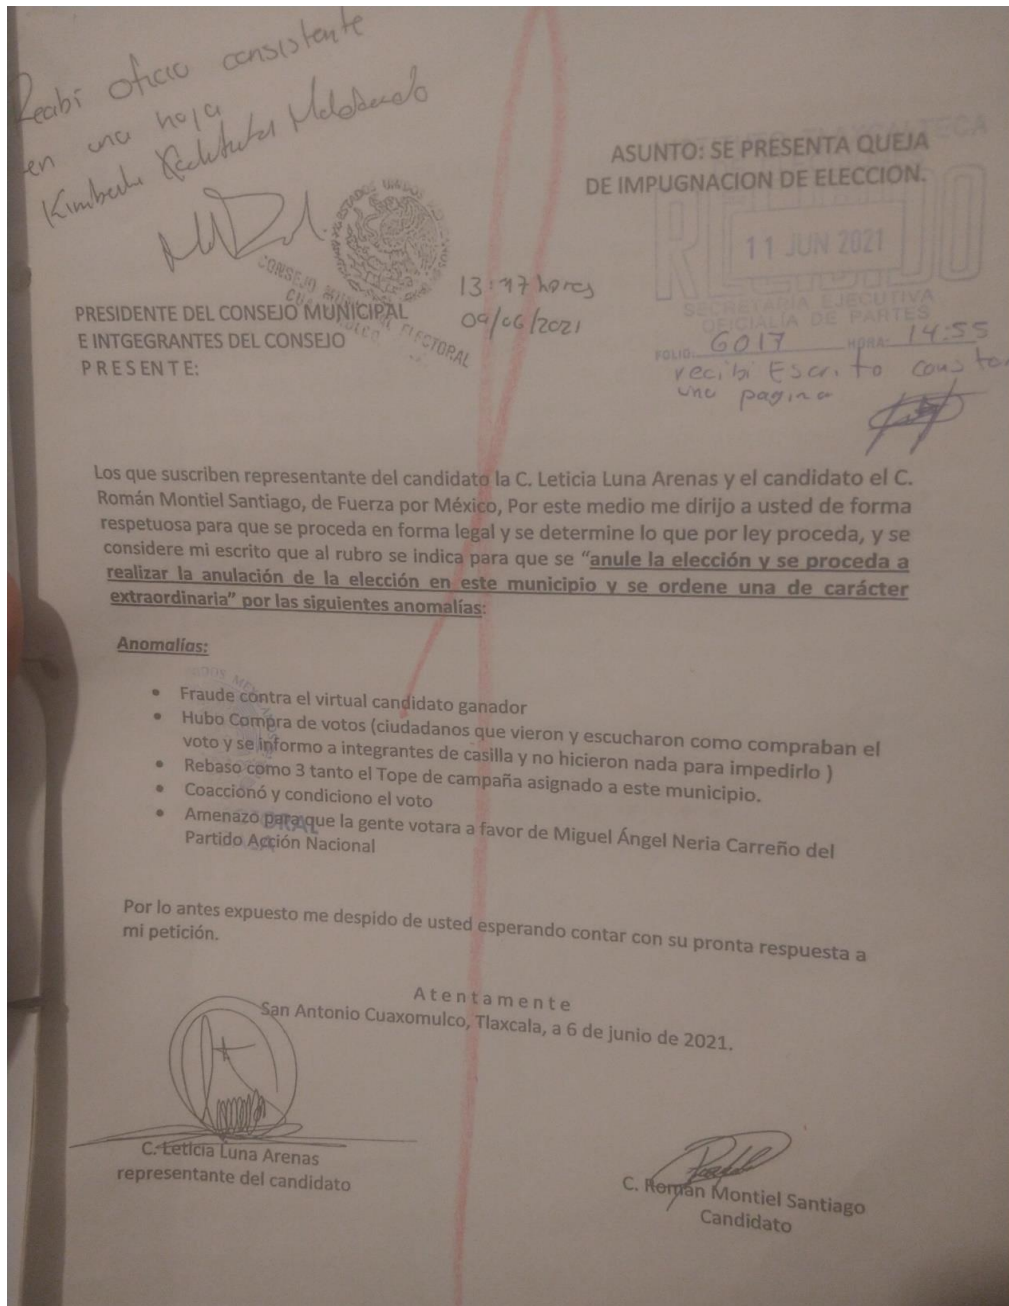 Recibí oficio consistente
en una hoja
ASUNTO: SE PRESENTA QUEJA
DE IMPUGNACION DE ELECCION.
RECIBIDO
11 JUN 2021
SECRETARÍA EJECUTIVA
OFICIALÍA DE PARTES
FOLIO: 6017 HORA: 14:55
recibi Escrito
una pagina
CONSEJO MUNICIPAL ELECTORAL
horas
09/06/2021
PRESIDENTE DEL CONSEJO MUNICIPAL
E INTGEGRANTES DEL CONSEJO
P R E S E N T E:
Los que suscriben representante del candidato la C. Leticia Luna Arenas y el candidato el C.
Román Montiel Santiago, de Fuerza por México, Por este medio me dirijo a usted de forma
respetuosa para que se proceda en forma legal y se determine lo que por ley proceda, y se
considere mi escrito que al rubro se indica para que se “anule la elección y se proceda a
realizar la anulación de la elección en este municipio y se ordene una de carácter
extraordinaria” por las siguientes anomalías:
Anomalías:
• Fraude contra el virtual candidato ganador
• Hubo Compra de votos (ciudadanos que vieron y escucharon como compraban el
voto y se informo a integrantes de casilla y no hicieron nada para impedirlo )
• Rebaso como 3 tanto el Tope de campaña asignado a este municipio.
• Coaccionó y condiciono el voto
• Amenazo para que la gente votara a favor de Miguel Ángel Neria Carreño del
Partido Acción Nacional
Por lo antes expuesto me despido de usted esperando contar con su pronta respuesta a
mi petición.
A t e n t a m e n t e
San Antonio Cuaxomulco, Tlaxcala, a 6 de junio de 2021.
C. Leticia Luna Arenas
representante del candidato
C. Román Montiel Santiago
Candidato